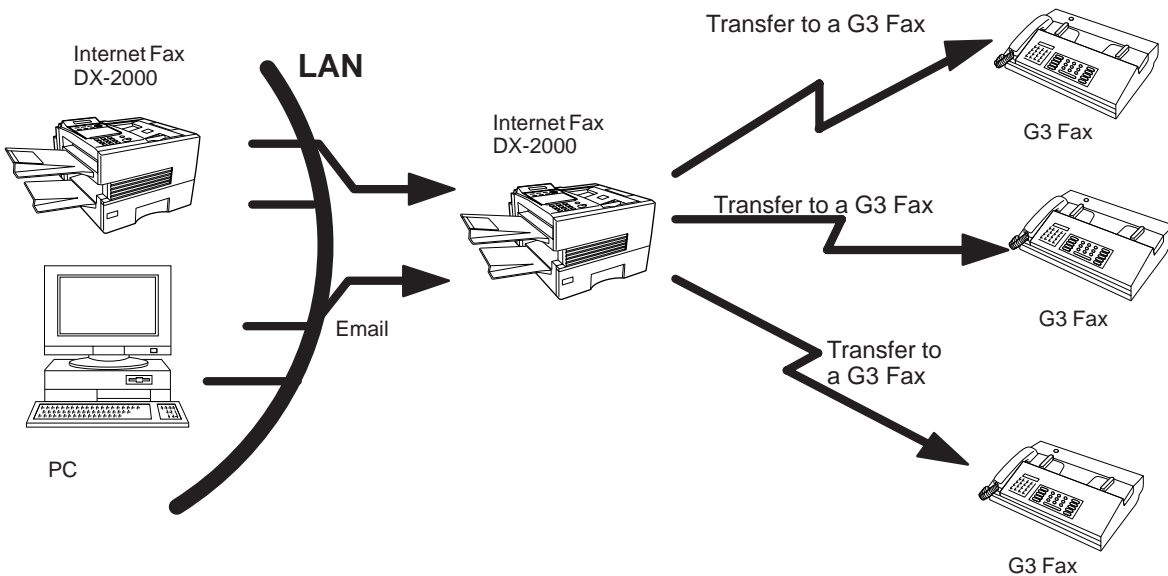 Internet Fax
DX-2000
LAN
Transfer to a G3 Fax
G3 Fax
Internet Fax
DX-2000
Transfer to a G3 Fax
G3 Fax
Email
Transfer to
a G3 Fax
PC
G3 Fax